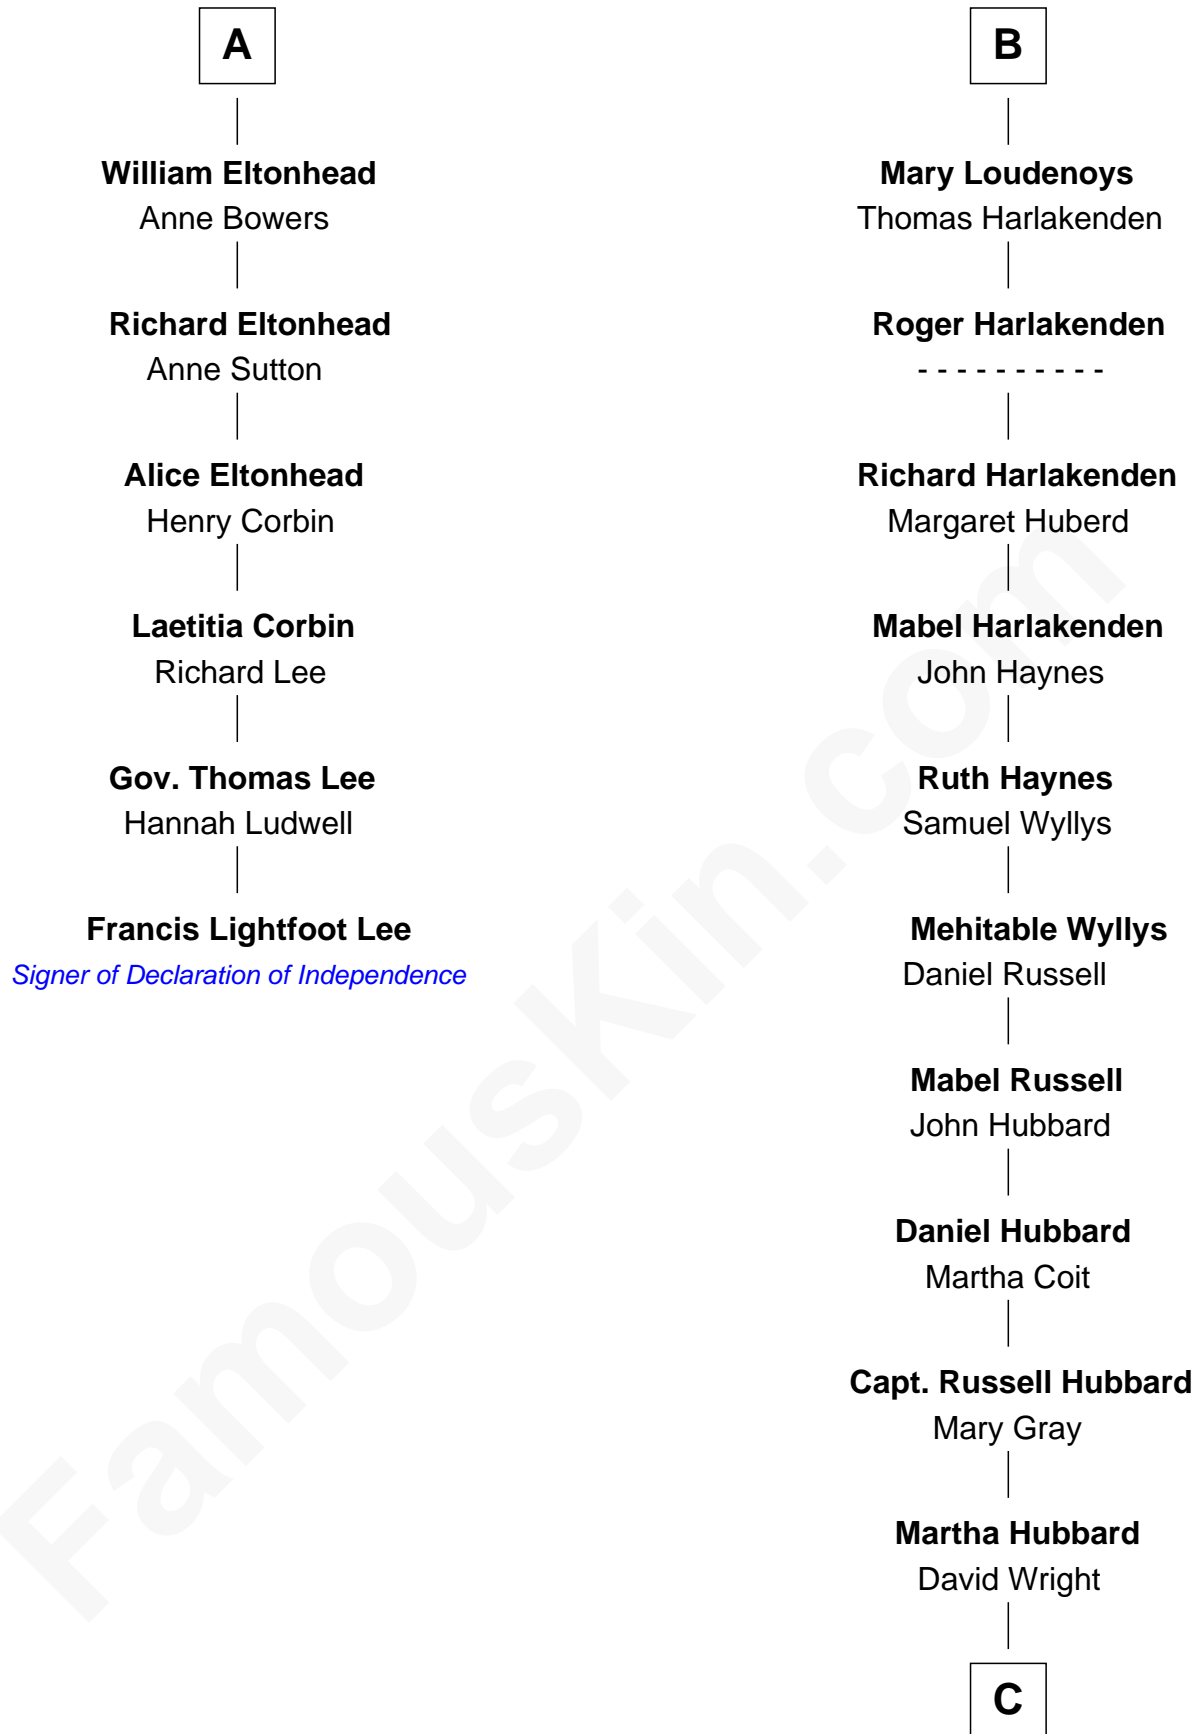 A
William Eltonhead
Anne Bowers
Richard Eltonhead
Anne Sutton
Alice Eltonhead
Henry Corbin
Laetitia Corbin
Richard Lee
Gov. Thomas Lee
Hannah Ludwell
Francis Lightfoot Lee
Signer of Declaration of Independence
B
Mary Loudenoys
Thomas Harlakenden
Roger Harlakenden
- - - - - - - - - -
Richard Harlakenden
Margaret Huberd
Mabel Harlakenden
John Haynes
Ruth Haynes
Samuel Wyllys
Mehitable Wyllys
Daniel Russell
Mabel Russell
John Hubbard
Daniel Hubbard
Martha Coit
Capt. Russell Hubbard
Mary Gray
Martha Hubbard
David Wright
C
FamousKin.com